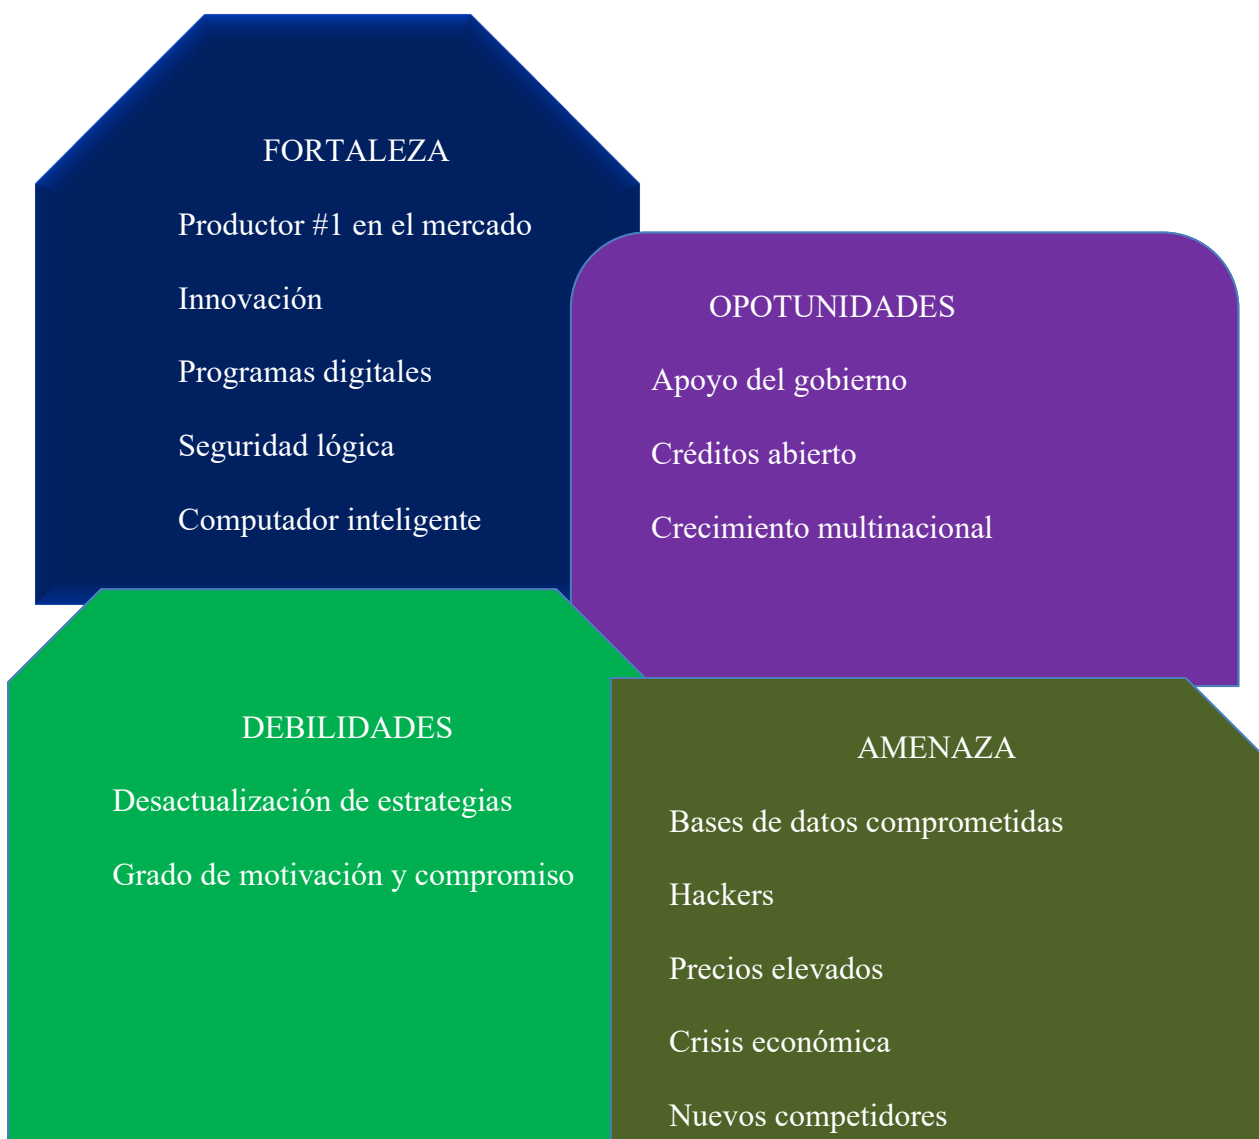 FORTALEZA
Productor #1 en el mercado
Innovación
Programas digitales
Seguridad lógica
Computador inteligente
OPOTUNIDADES
Apoyo del gobierno
Créditos abierto
Crecimiento multinacional
DEBILIDADES
Desactualización de estrategias
Grado de motivación y compromiso
AMENAZA
Bases de datos comprometidas
Hackers
Precios elevados
Crisis económica
Nuevos competidores